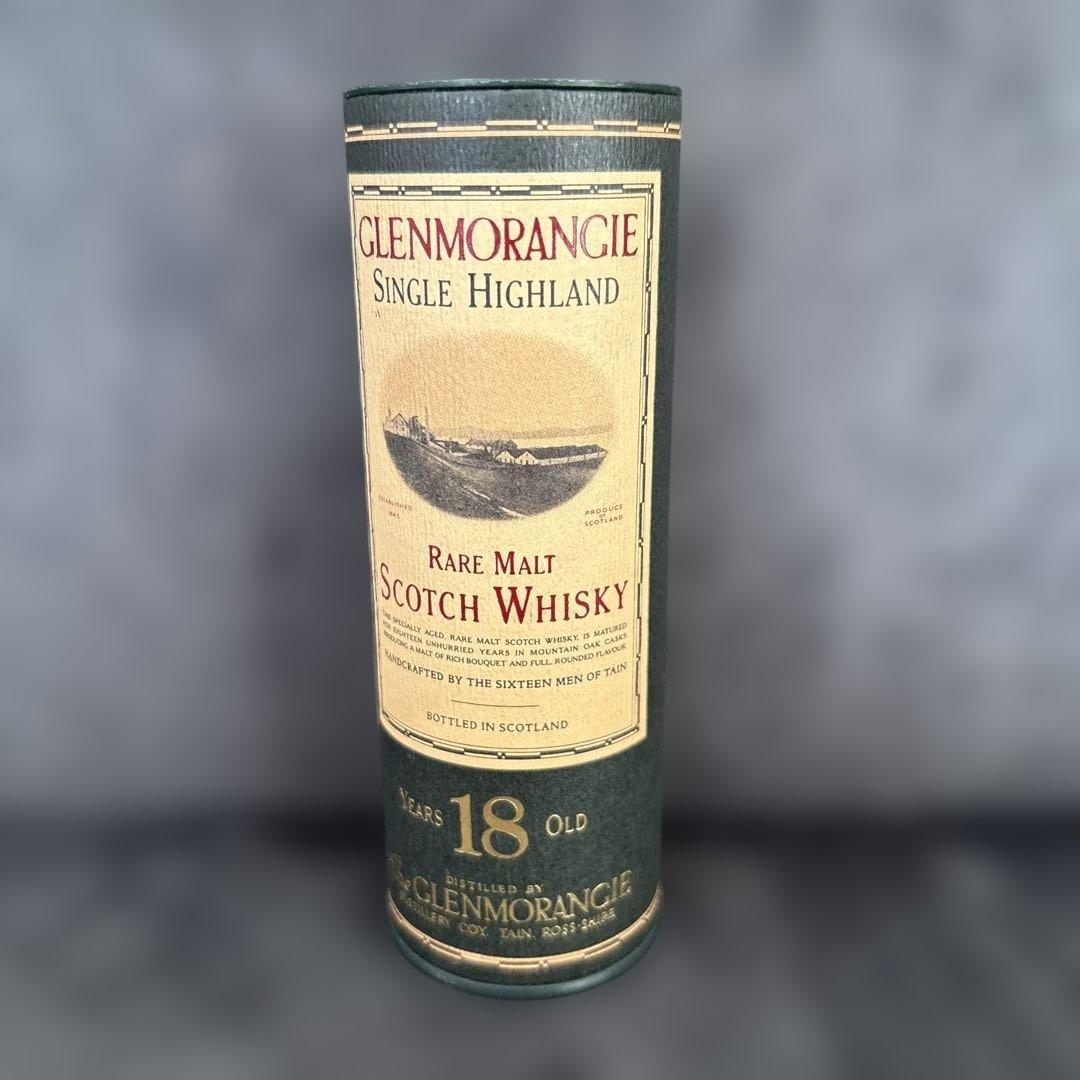 GLENMORANGIE
SINGLE HIGHLAND
ESTABLISHED
1843
PRODUCE
OF
SCOTLAND
RARE MALT
SCOTCH WHISKY
THIS SPECIALLY AGED, RARE MALT SCOTCH WHISKY, IS MATURED
FOR EIGHTEEN UNHURRIED YEARS IN MOUNTAIN OAK CASKS
PRODUCING A MALT OF RICH BOUQUET AND FULL, ROUNDED FLAVOUR.
HANDCRAFTED BY THE SIXTEEN MEN OF TAIN
BOTTLED IN SCOTLAND
YEARS 18 OLD
DISTILLED BY
The GLENMORANGIE
DISTILLERY COY, TAIN, ROSS-SHIRE